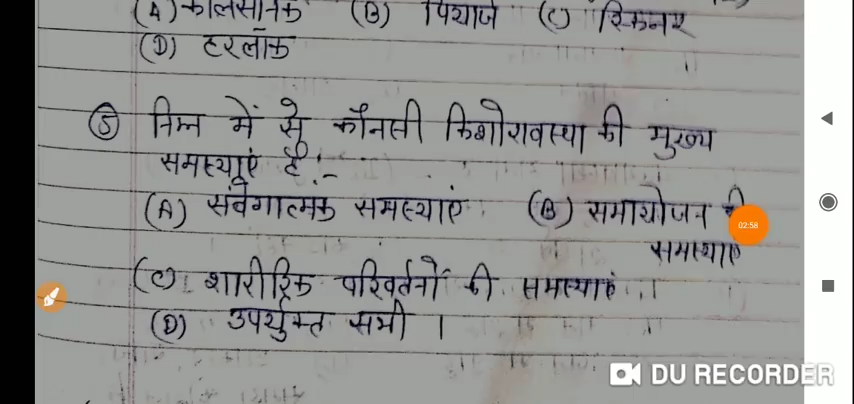 (A) कोलसनिक (B) पियाजे (C) स्किनर
(D) हरलॉक
⑤ निम्न में से कौनसी किशोरावस्था की मुख्य
समस्याएं है :-
(A) संवेगात्मक समस्याएं (B) समायोजन की
02:58
समस्याएं
(C) शारीरिक परिवर्तनों की समस्याएं ।
(D) उपर्युक्त सभी ।
DU RECORDER